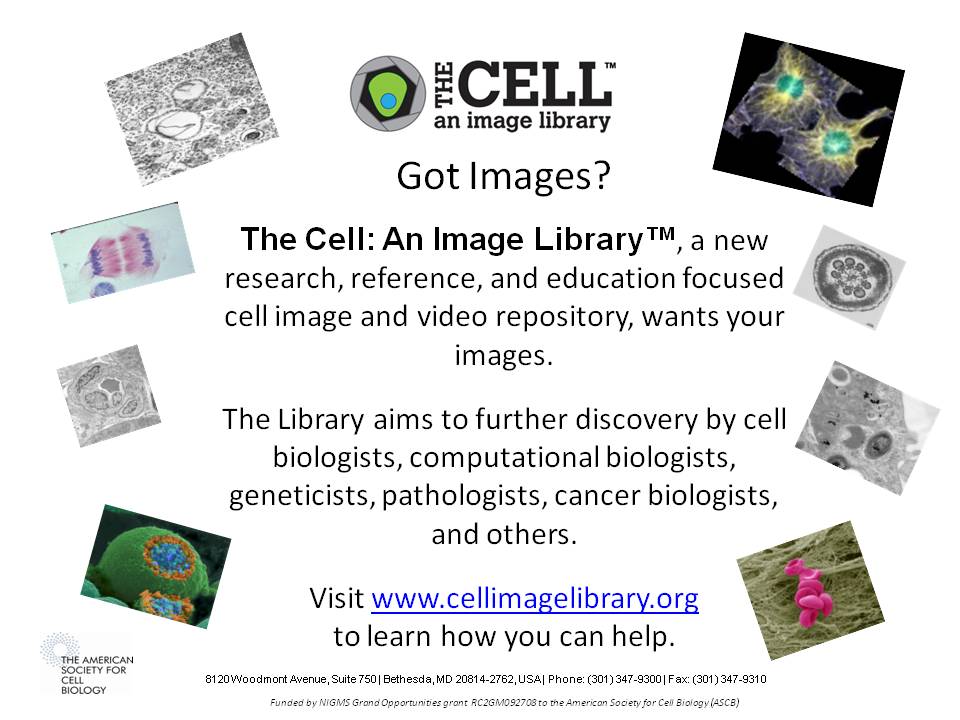 THE CELL™
an image library
Got Images?
The Cell: An Image Library™, a new
research, reference, and education focused
cell image and video repository, wants your
images.
The Library aims to further discovery by cell
biologists, computational biologists,
geneticists, pathologists, cancer biologists,
and others.
Visit www.cellimagelibrary.org
to learn how you can help.
THE AMERICAN
SOCIETY FOR
CELL
BIOLOGY
8120 Woodmont Avenue, Suite 750| Bethesda, MD 20814-2762, USA| Phone: (301) 347-9300| Fax: (301) 347-9310
Funded by NIGMS Grand Opportunities grant RC2GM092708 to the American Society for Cell Biology (ASCB)